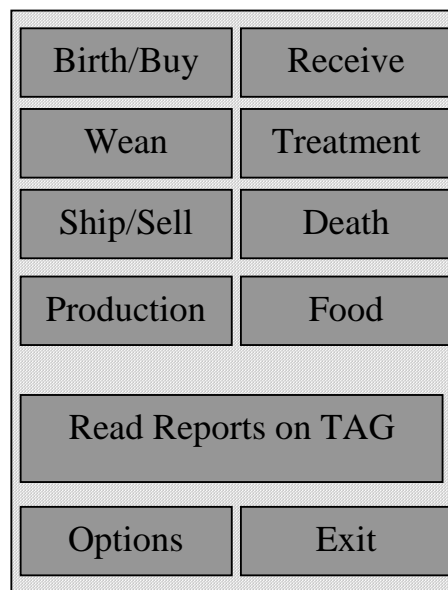 Birth/Buy Receive
Wean Treatment
Ship/Sell Death
Production Food
Read Reports on TAG
Options Exit